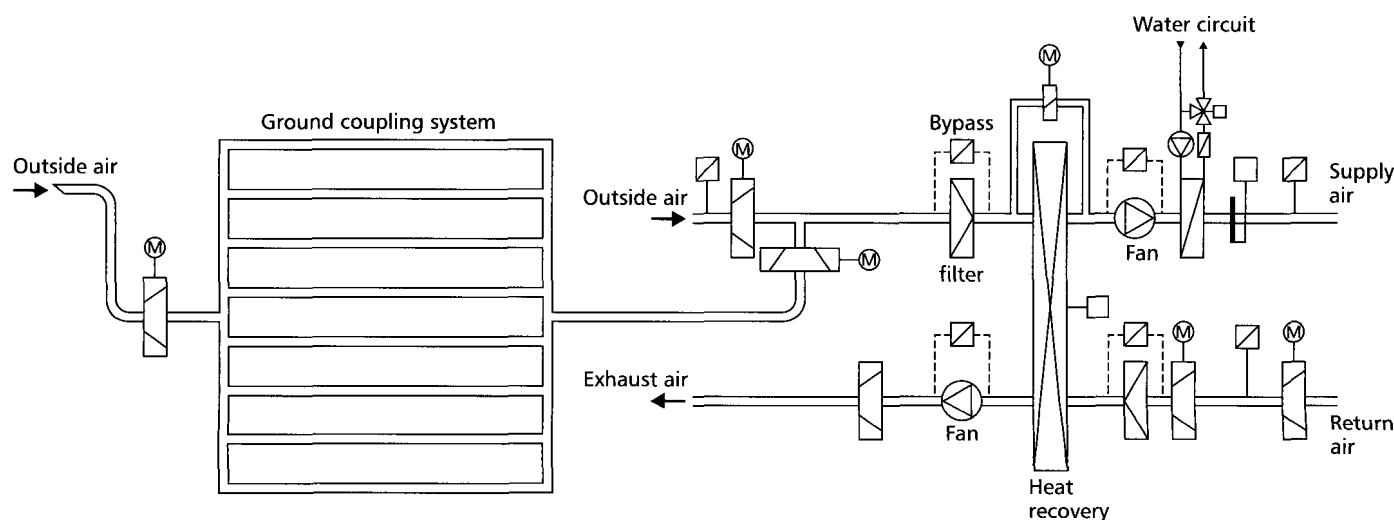 Water circuit
M
Ground coupling system
Bypass
Outside air
M
Outside air
Supply
air
M
M
filter
Fan
M
M
Exhaust air
Fan
Return
air
Heat
recovery